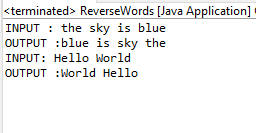 <terminated> ReverseWords [Java Application]
INPUT : the sky is blue
OUTPUT :blue is sky the
INPUT: Hello World
OUTPUT :World Hello